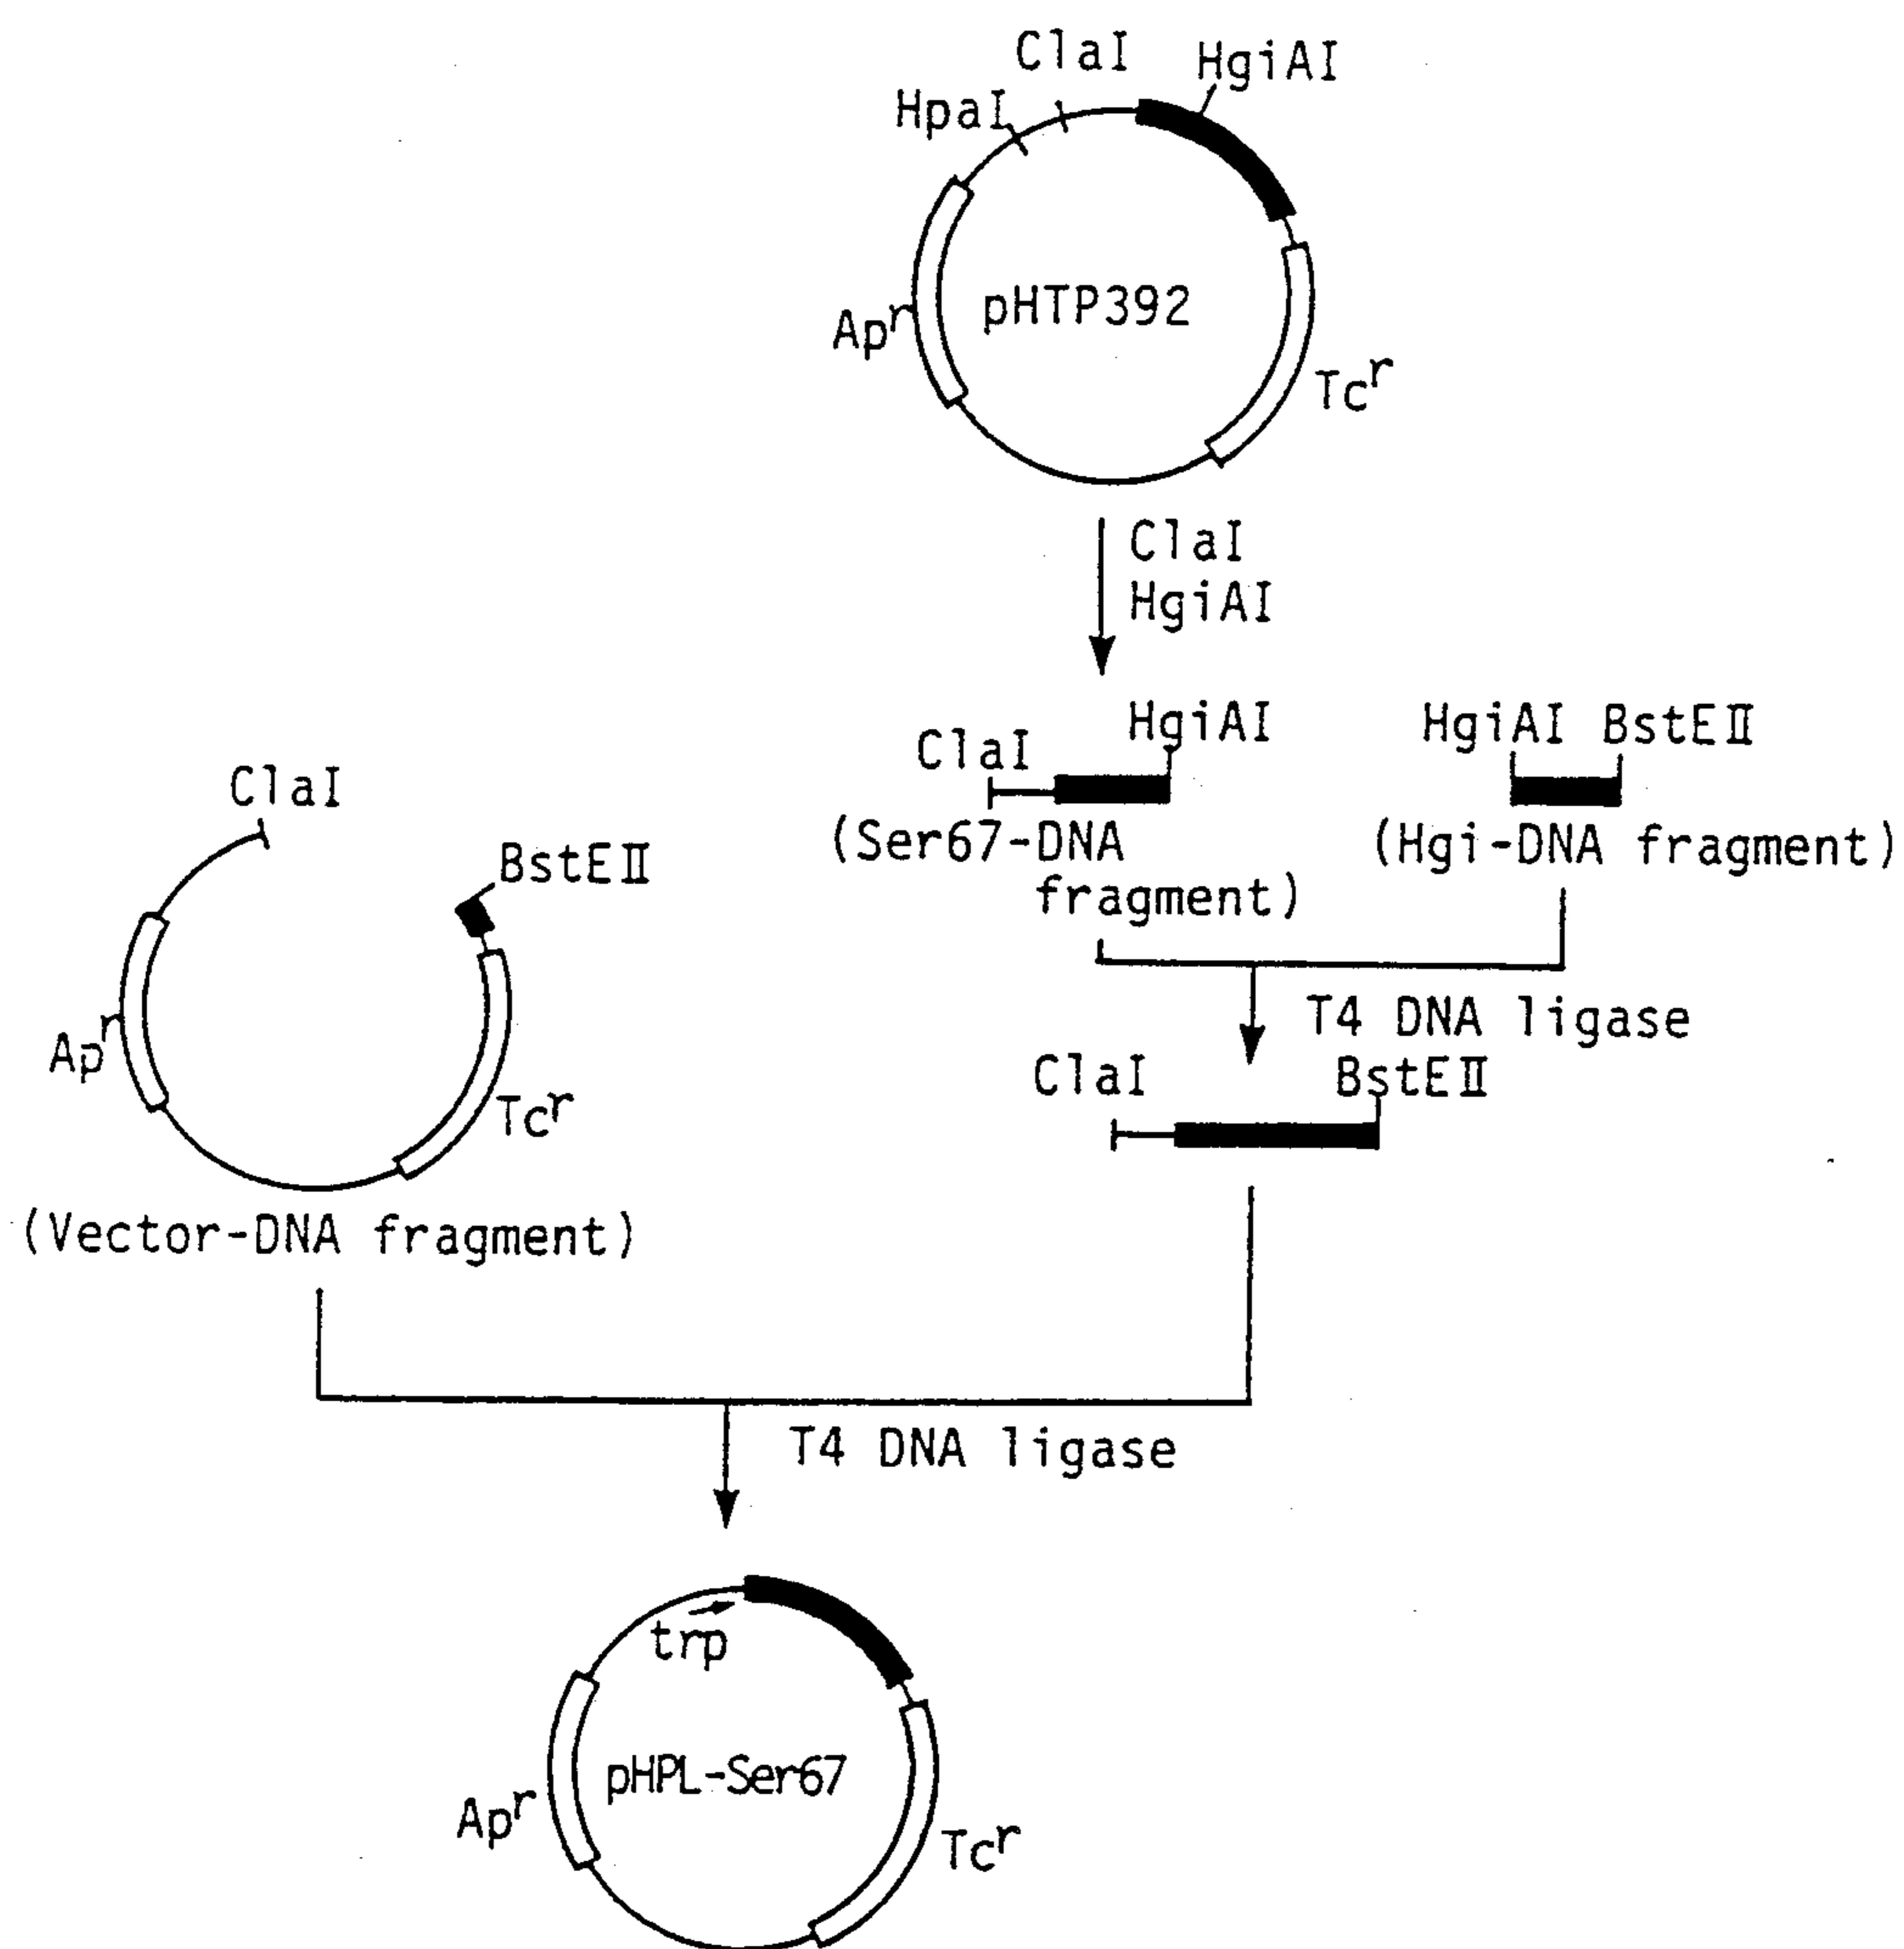 ClaI
HgiAI
HpaI
pHTP392
Apr
Tcr
ClaI
HgiAI
HgiAI
HgiAI BstEII
ClaI
(Ser67-DNA
fragment)
(Hgi-DNA fragment)
ClaI
BstEII
Apr
Tcr
(Vector-DNA fragment)
T4 DNA ligase
ClaI
BstEII
T4 DNA ligase
trp
pHPL-Ser67
Apr
Tcr